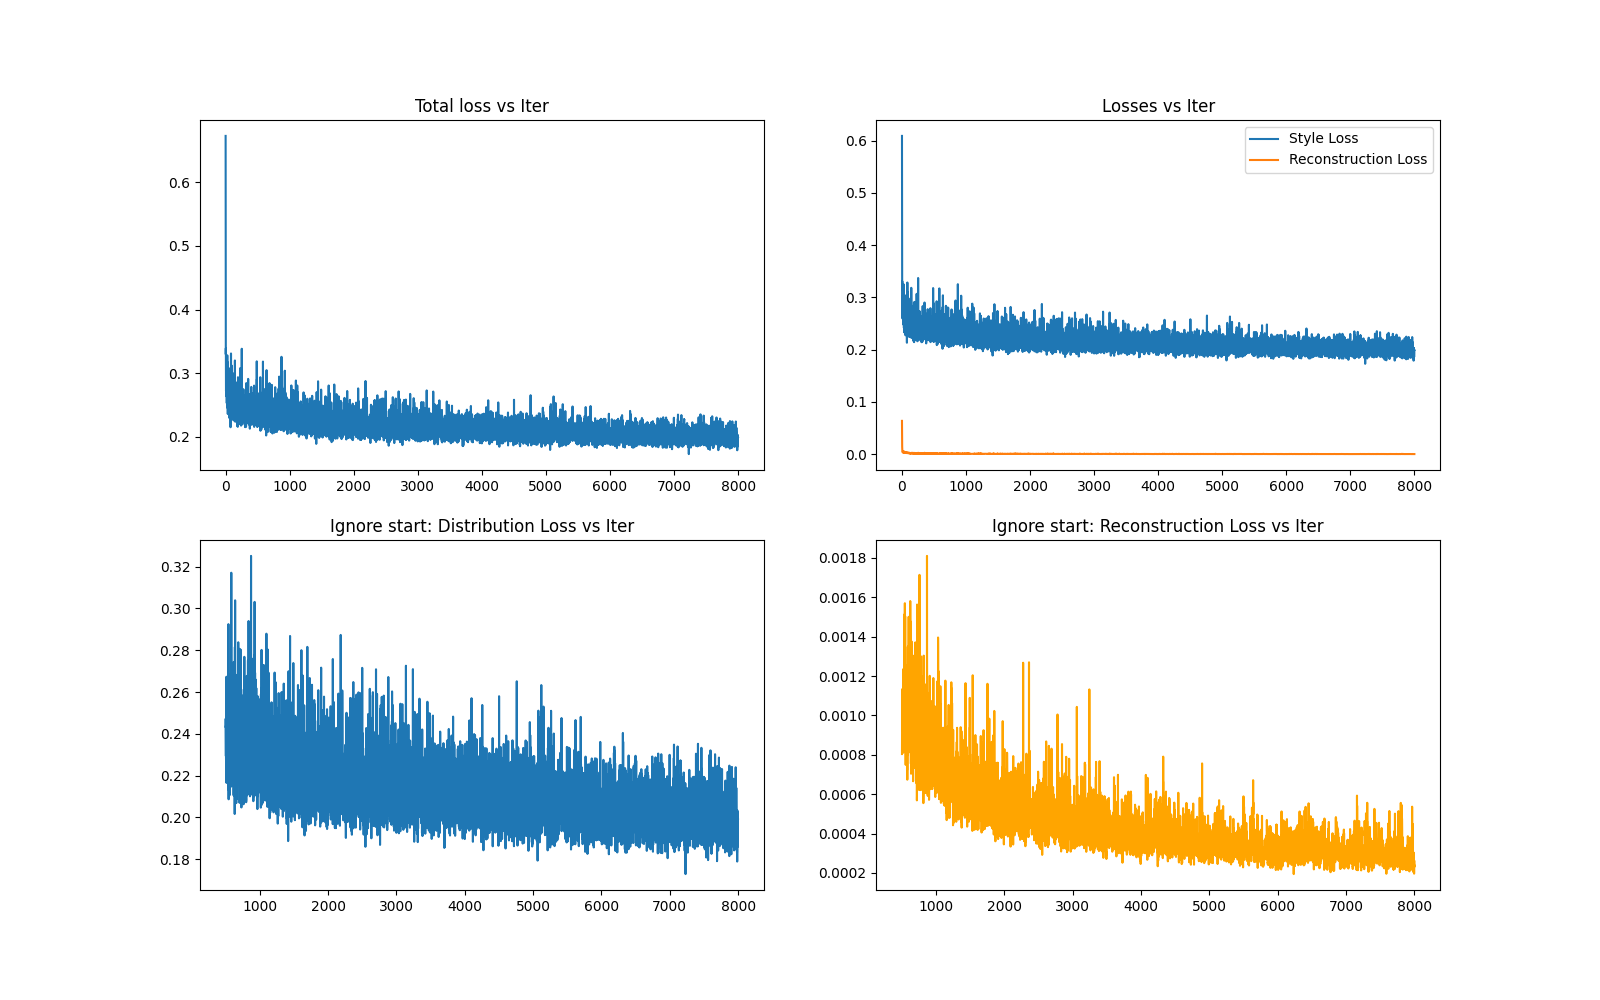 Total loss vs Iter
0.6
0.5
0.4
0.3
0.2
0 1000 2000 3000 4000 5000 6000 7000 8000
Losses vs Iter
Style Loss
Reconstruction Loss
0.6
0.5
0.4
0.3
0.2
0.1
0.0
0 1000 2000 3000 4000 5000 6000 7000 8000
Ignore start: Distribution Loss vs Iter
0.32
0.30
0.28
0.26
0.24
0.22
0.20
0.18
1000 2000 3000 4000 5000 6000 7000 8000
Ignore start: Reconstruction Loss vs Iter
0.0018
0.0016
0.0014
0.0012
0.0010
0.0008
0.0006
0.0004
0.0002
1000 2000 3000 4000 5000 6000 7000 8000